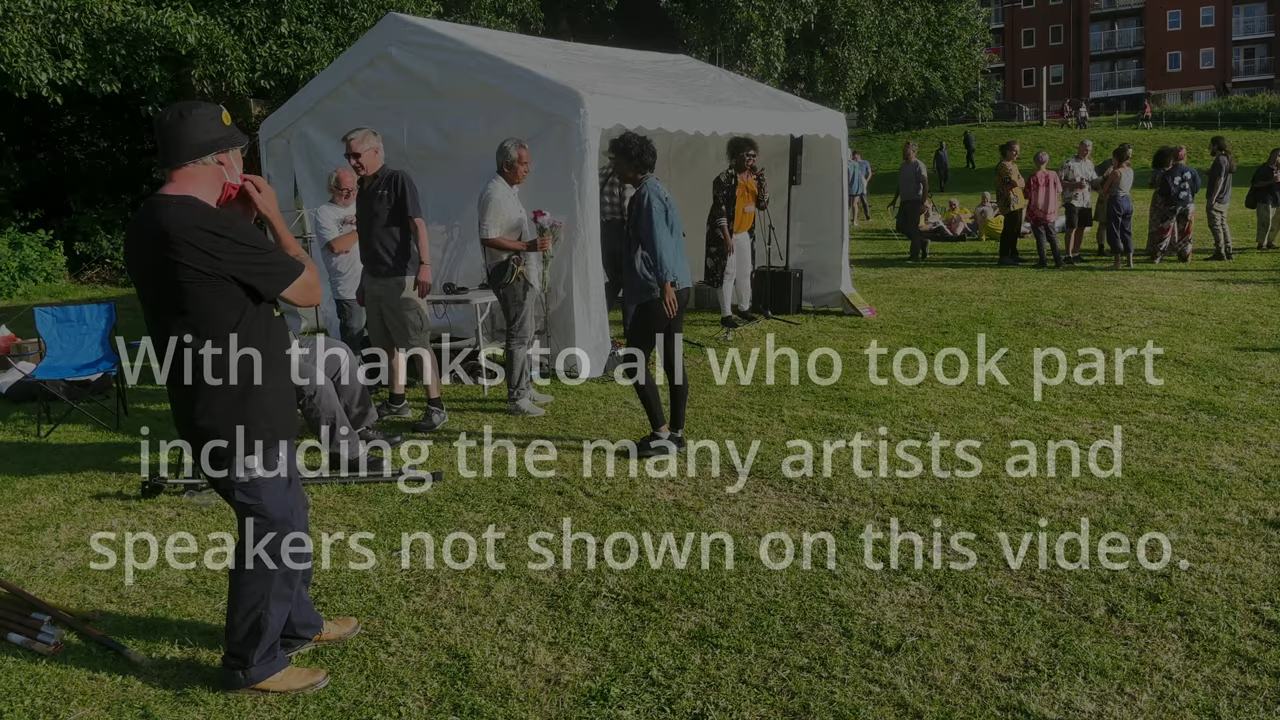 With thanks to all who took part
including the many artists and
speakers not shown on this video.